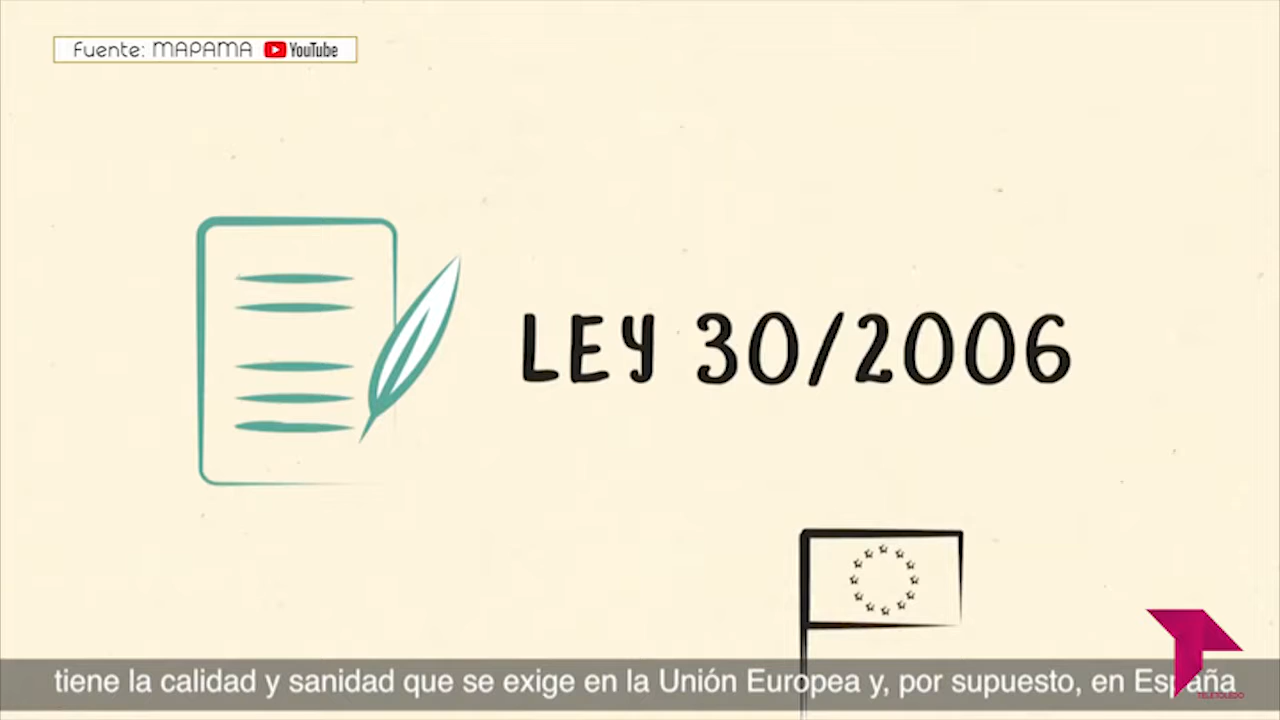 Fuente: MAPAMA YouTube
LEY 30/2006
tiene la calidad y sanidad que se exige en la Unión Europea y, por supuesto, en España
TELETOLEDO